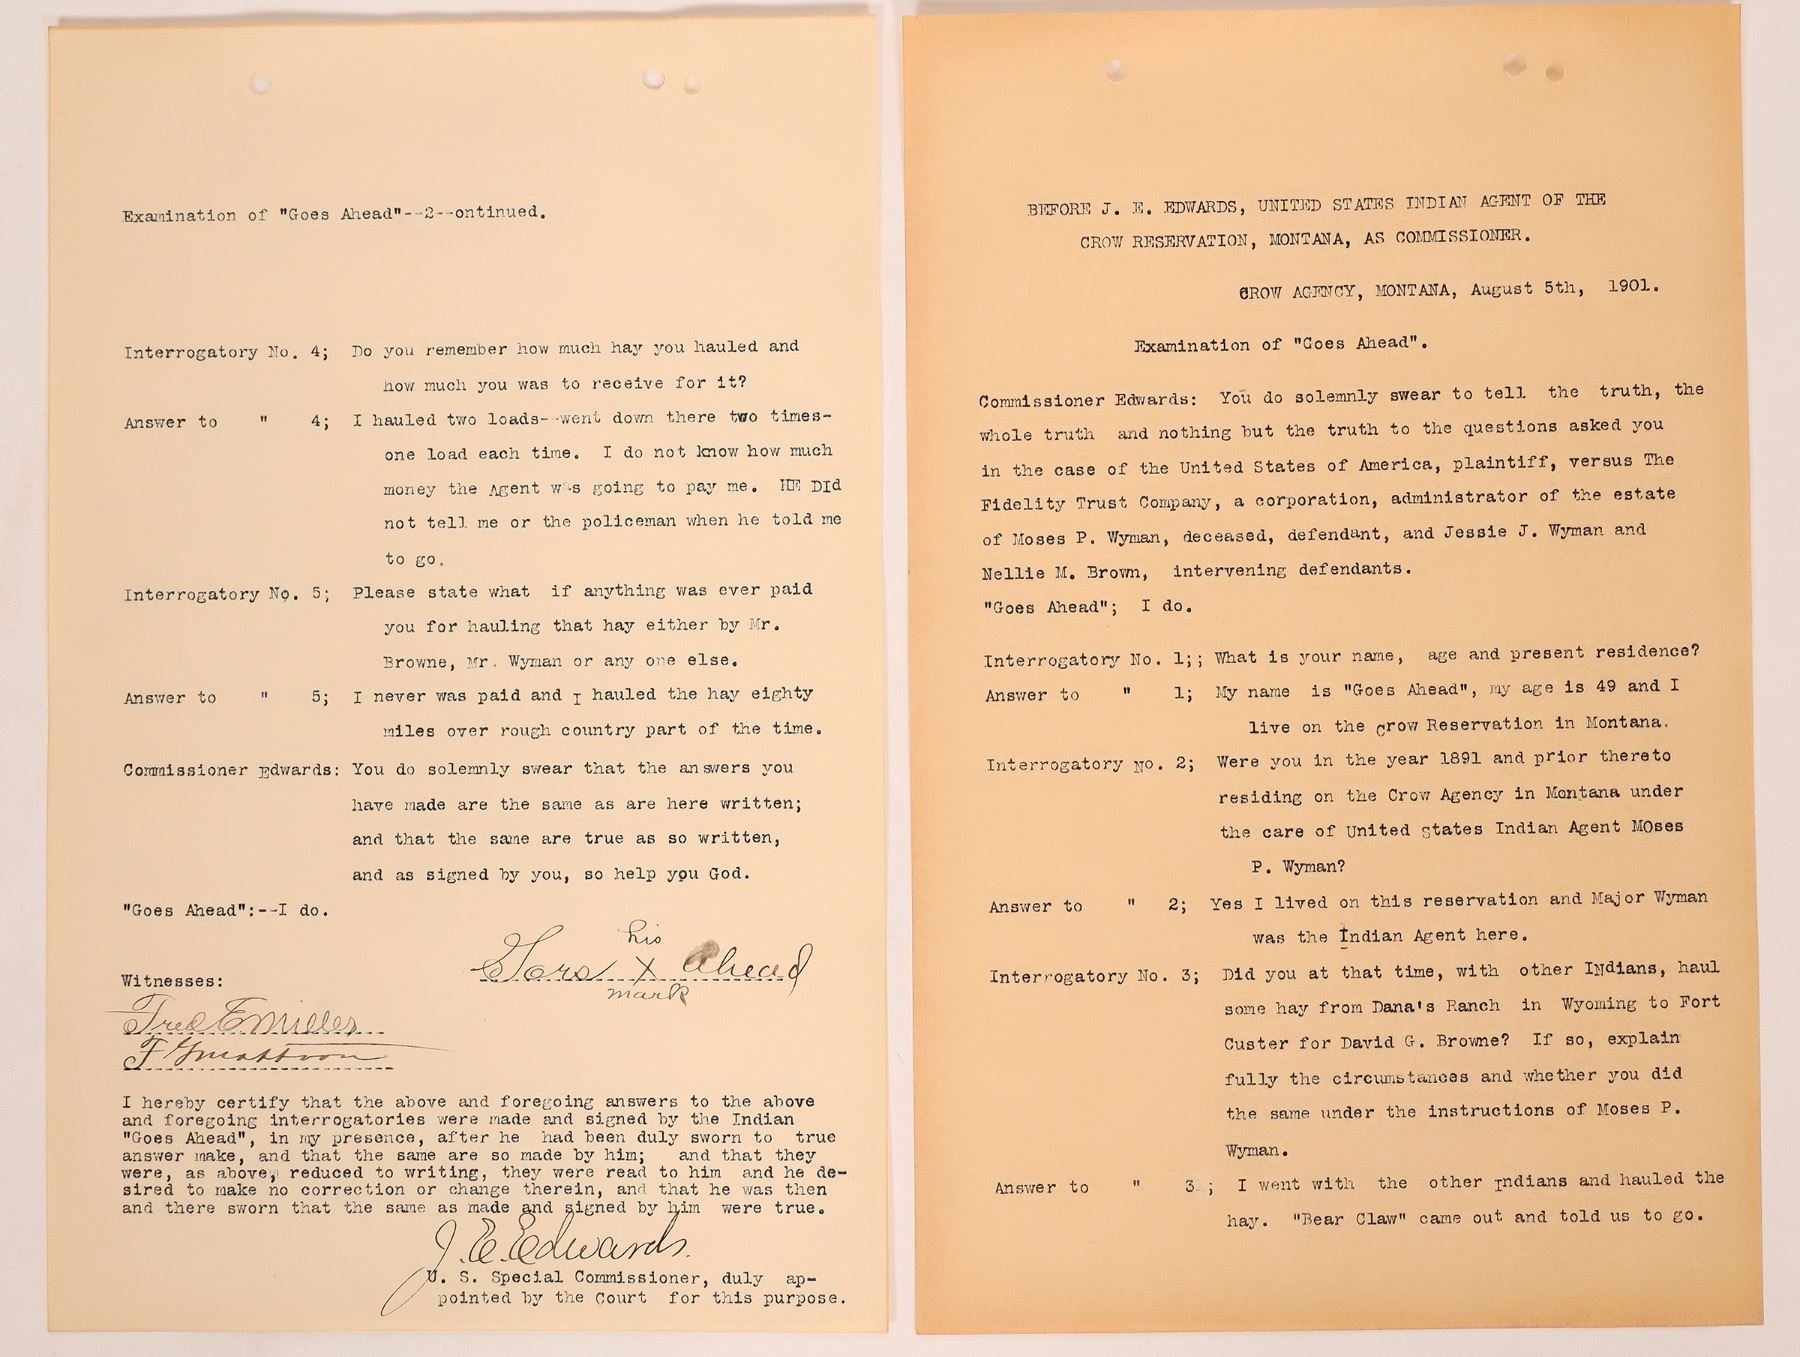 BEFORE J. E. EDWARDS, UNITED STATES INDIAN AGENT OF THE
CROW RESERVATION, MONTANA, AS COMMISSIONER.
CROW AGENCY, MONTANA, August 5th, 1901.
Examination of "Goes Ahead".
Commissioner Edwards: You do solemnly swear to tell the truth, the
whole truth and nothing but the truth to the questions asked you
in the case of the United States of America, plaintiff, versus The
Fidelity Trust Company, a corporation, administrator of the estate
of Moses P. Wyman, deceased, defendant, and Jessie J. Wyman and
Nellie M. Brown, intervening defendants.
"Goes Ahead"; I do.
Interrogatory No. 1;; What is your name, age and present residence?
Answer to " 1; My name is "Goes Ahead", my age is 49 and I
live on the crow Reservation in Montana.
Interrogatory No. 2; Were you in the year 1891 and prior thereto
residing on the Crow Agency in Montana under
the care of United states Indian Agent MOses
P. Wyman?
Answer to " 2; Yes I lived on this reservation and Major Wyman
was the Indian Agent here.
Interrogatory No. 3; Did you at that time, with other INdians, haul
some hay from Dana's Ranch in Wyoming to Fort
Custer for David G. Browne? If so, explain
fully the circumstances and whether you did
the same under the instructions of Moses P.
Wyman.
Answer to " 3 ; I went with the other Indians and hauled the
hay. "Bear Claw" came out and told us to go.
Examination of "Goes Ahead"--2--ontinued.
Interrogatory No. 4; Do you remember how much hay you hauled and
how much you was to receive for it?
Answer to " 4; I hauled two loads--went down there two times-
one load each time. I do not know how much
money the Agent was going to pay me. HE DId
not tell me or the policeman when he told me
to go.
Interrogatory No. 5; Please state what if anything was ever paid
you for hauling that hay either by Mr.
Browne, Mr. Wyman or any one else.
Answer to " 5; I never was paid and I hauled the hay eighty
miles over rough country part of the time.
Commissioner Edwards: You do solemnly swear that the answers you
have made are the same as are here written;
and that the same are true as so written,
and as signed by you, so help you God.
"Goes Ahead":--I do.
his
Goes X Ahead
mark
Witnesses:
Fred E Miller
F G Mattoon
I hereby certify that the above and foregoing answers to the above
and foregoing interrogatories were made and signed by the Indian
"Goes Ahead", in my presence, after he had been duly sworn to true
answer make, and that the same are so made by him; and that they
were, as above, reduced to writing, they were read to him and he de-
sired to make no correction or change therein, and that he was then
and there sworn that the same as made and signed by him were true.
J. E. Edwards.
U. S. Special Commissioner, duly ap-
pointed by the Court for this purpose.